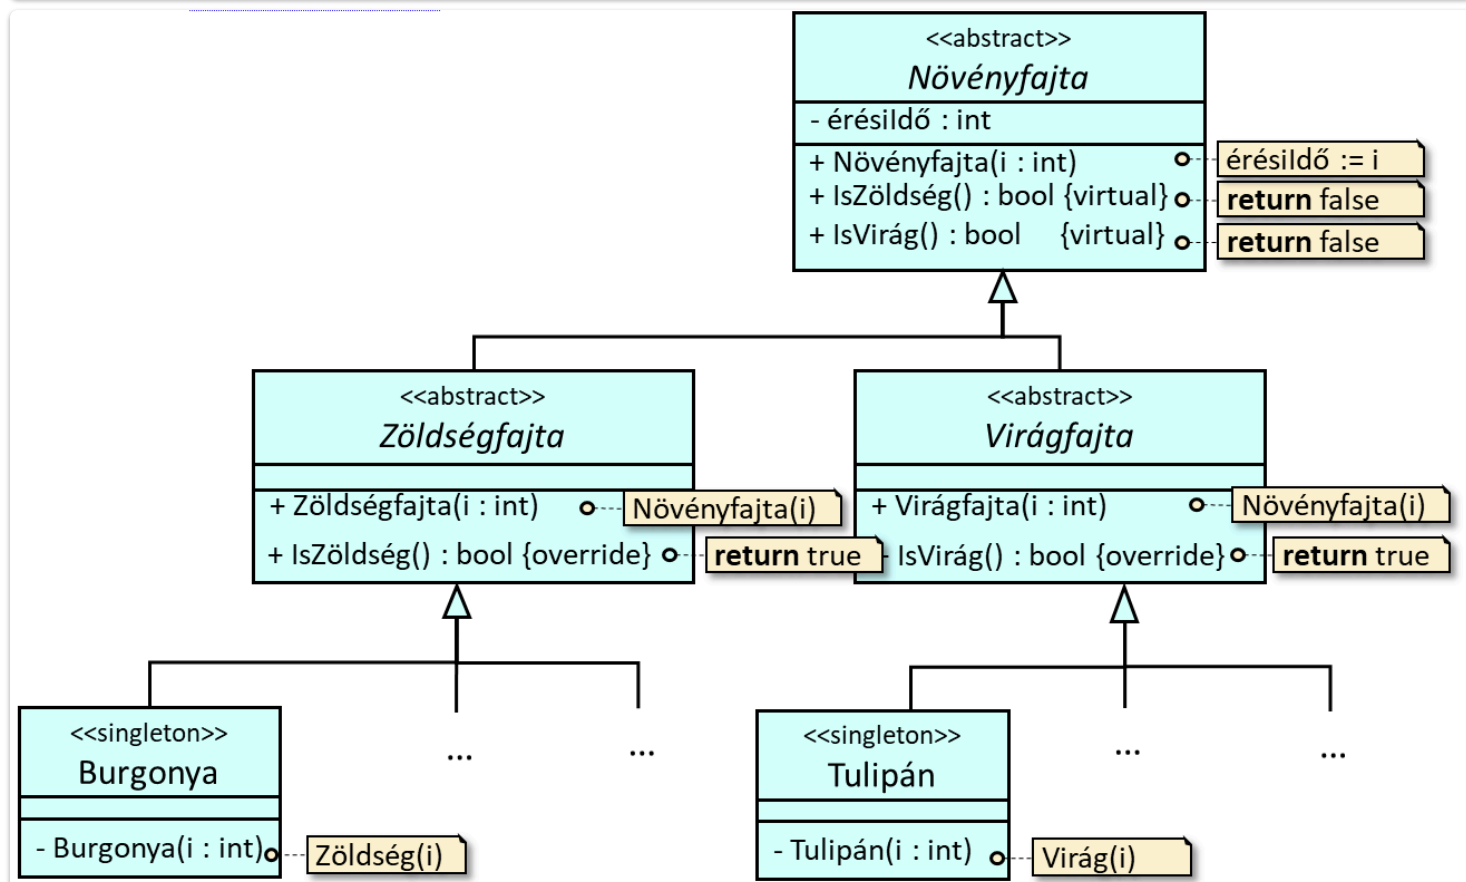 <<abstract>>
Növényfajta
- érésiIdő : int
+ Növényfajta(i : int)
érésiIdő := i
+ IsZöldség() : bool {virtual}
return false
+ IsVirág() : bool {virtual}
return false
<<abstract>>
Zöldségfajta
+ Zöldségfajta(i : int)
Növényfajta(i)
+ IsZöldség() : bool {override}
return true
<<abstract>>
Virágfajta
+ Virágfajta(i : int)
Növényfajta(i)
IsVirág() : bool {override}
return true
<<singleton>>
Burgonya
- Burgonya(i : int)
Zöldség(i)
...
...
<<singleton>>
Tulipán
- Tulipán(i : int)
Virág(i)
...
...